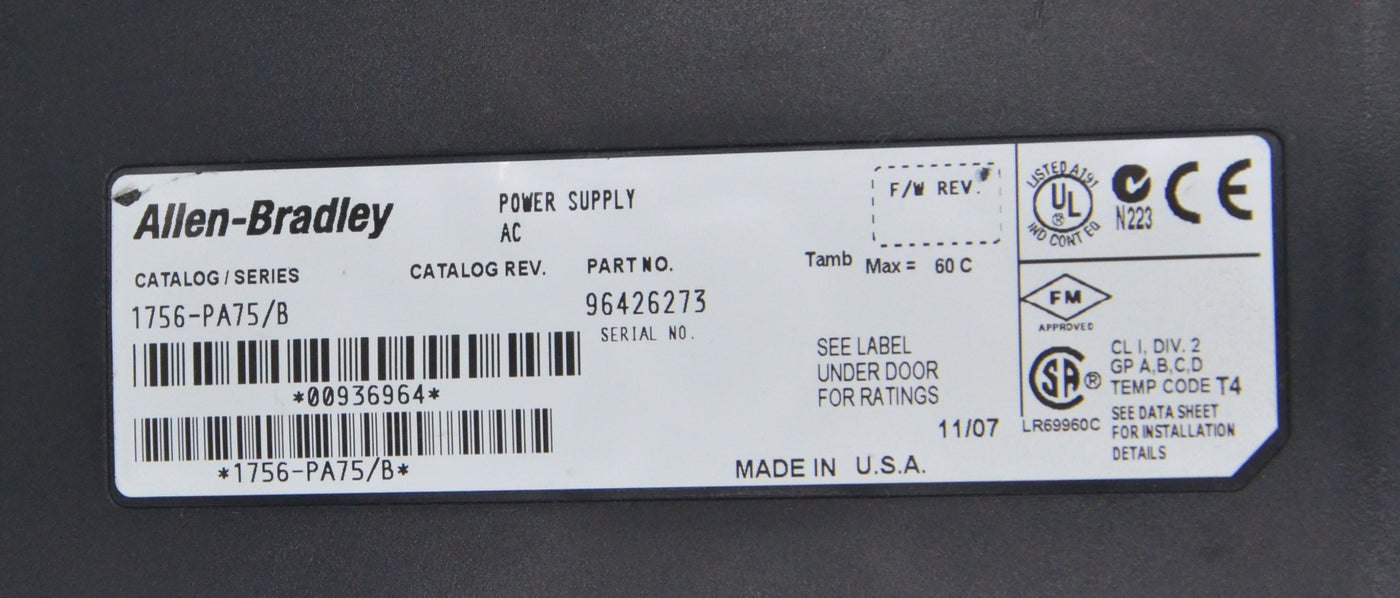 Allen-Bradley
POWER SUPPLY
AC
CATALOG / SERIES
CATALOG REV.
PART NO.
1756-PA75/B
96426273
SERIAL NO.
*00936964*
*1756-PA75/B*
F/W REV.
Tamb Max = 60 C
SEE LABEL
UNDER DOOR
FOR RATINGS
11/07
MADE IN U.S.A.
LISTED A191
UL
®
IND CONT EQ
N223
CE
FM
APPROVED
SA®
LR69960C
CL I, DIV. 2
GP A,B,C,D
TEMP CODE T4
SEE DATA SHEET
FOR INSTALLATION
DETAILS